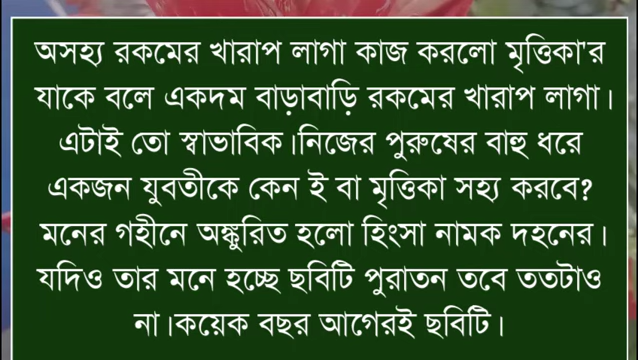 অসহ্য রকমের খারাপ লাগা কাজ করলো মৃত্তিকা'র
যাকে বলে একদম বাড়াবাড়ি রকমের খারাপ লাগা।
এটাই তো স্বাভাবিক।নিজের পুরুষের বাহু ধরে
একজন যুবতীকে কেন ই বা মৃত্তিকা সহ্য করবে?
মনের গহীনে অঙ্কুরিত হলো হিংসা নামক দহনের।
যদিও তার মনে হচ্ছে ছবিটি পুরাতন তবে ততটাও
না।কয়েক বছর আগেরই ছবিটি।